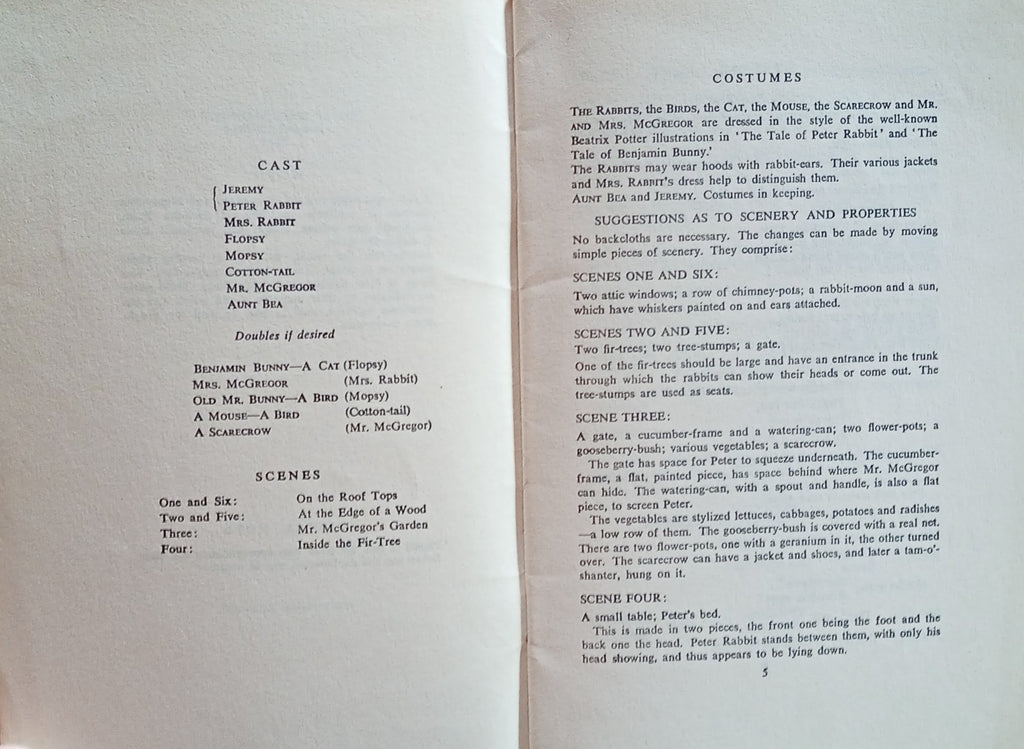 CAST
JEREMY
PETER RABBIT
MRS. RABBIT
FLOPSY
MOPSY
COTTON-TAIL
MR. MCGREGOR
AUNT BEA
Doubles if desired
BENJAMIN BUNNY—A CAT (Flopsy)
MRS. MCGREGOR (Mrs. Rabbit)
OLD MR. BUNNY—A BIRD (Mopsy)
A MOUSE—A BIRD (Cotton-tail)
A SCARECROW (Mr. McGregor)
SCENES
One and Six: On the Roof Tops
Two and Five: At the Edge of a Wood
Three: Mr. McGregor's Garden
Four: Inside the Fir-Tree
COSTUMES
THE RABBITS, the BIRDS, the CAT, the MOUSE, the SCARECROW and MR.
AND MRS. MCGREGOR are dressed in the style of the well-known
Beatrix Potter illustrations in 'The Tale of Peter Rabbit' and 'The
Tale of Benjamin Bunny.'
The RABBITS may wear hoods with rabbit-ears. Their various jackets
and MRS. RABBIT'S dress help to distinguish them.
AUNT BEA and JEREMY. Costumes in keeping.
SUGGESTIONS AS TO SCENERY AND PROPERTIES
No backcloths are necessary. The changes can be made by moving
simple pieces of scenery. They comprise:
SCENES ONE AND SIX:
Two attic windows; a row of chimney-pots; a rabbit-moon and a sun,
which have whiskers painted on and ears attached.
SCENES TWO AND FIVE:
Two fir-trees; two tree-stumps; a gate.
One of the fir-trees should be large and have an entrance in the trunk
through which the rabbits can show their heads or come out. The
tree-stumps are used as seats.
SCENE THREE:
A gate, a cucumber-frame and a watering-can; two flower-pots; a
gooseberry-bush; various vegetables; a scarecrow.
The gate has space for Peter to squeeze underneath. The cucumber-
frame, a flat, painted piece, has space behind where Mr. McGregor
can hide. The watering-can, with a spout and handle, is also a flat
piece, to screen Peter.
The vegetables are stylized lettuces, cabbages, potatoes and radishes
—a low row of them. The gooseberry-bush is covered with a real net.
There are two flower-pots, one with a geranium in it, the other turned
over. The scarecrow can have a jacket and shoes, and later a tam-o'-
shanter, hung on it.
SCENE FOUR:
A small table; Peter's bed.
This is made in two pieces, the front one being the foot and the
back one the head. Peter Rabbit stands between them, with only his
head showing, and thus appears to be lying down.
5